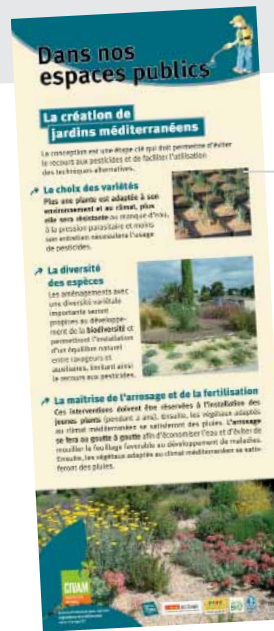 Dans nos
espaces publics
La création de
jardins méditerranéens
La conception est une étape clé qui doit permettre d'éviter
le recours aux pesticides et de faciliter l'utilisation
des techniques alternatives.
Le choix des variétés
Plus une plante est adaptée à son
environnement et au climat, plus
elle sera résistante au manque d'eau,
à la pression parasitaire et moins
son entretien nécessitera l'usage
de pesticides.
La diversité
des espèces
Les aménagements avec
une diversité variétale
importante seront
propices au développe-
ment de la biodiversité et
permettront l'installation
d'un équilibre naturel
entre ravageurs et
auxiliaires, limitant ainsi
le recours aux pesticides.
La maîtrise de l'arrosage et de la fertilisation
Ces interventions doivent être réservées à l'installation des
jeunes plants (pendant 2 ans). Ensuite, les végétaux adaptés
au climat méditerranéen se satisferont des pluies. L'arrosage
se fera au goutte à goutte afin d'économiser l'eau et d'éviter de
mouiller le feuillage favorable au développement de maladies.
Ensuite, les végétaux adaptés au climat méditerranéen se satis-
feront des pluies.
CIVAM